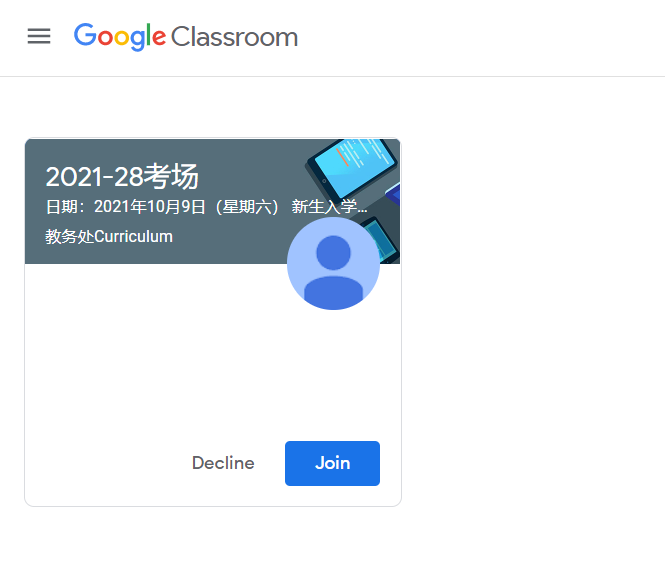 Google Classroom
2021-28考场
日期：2021年10月9日（星期六） 新生入学...
教务处Curriculum
Decline
Join